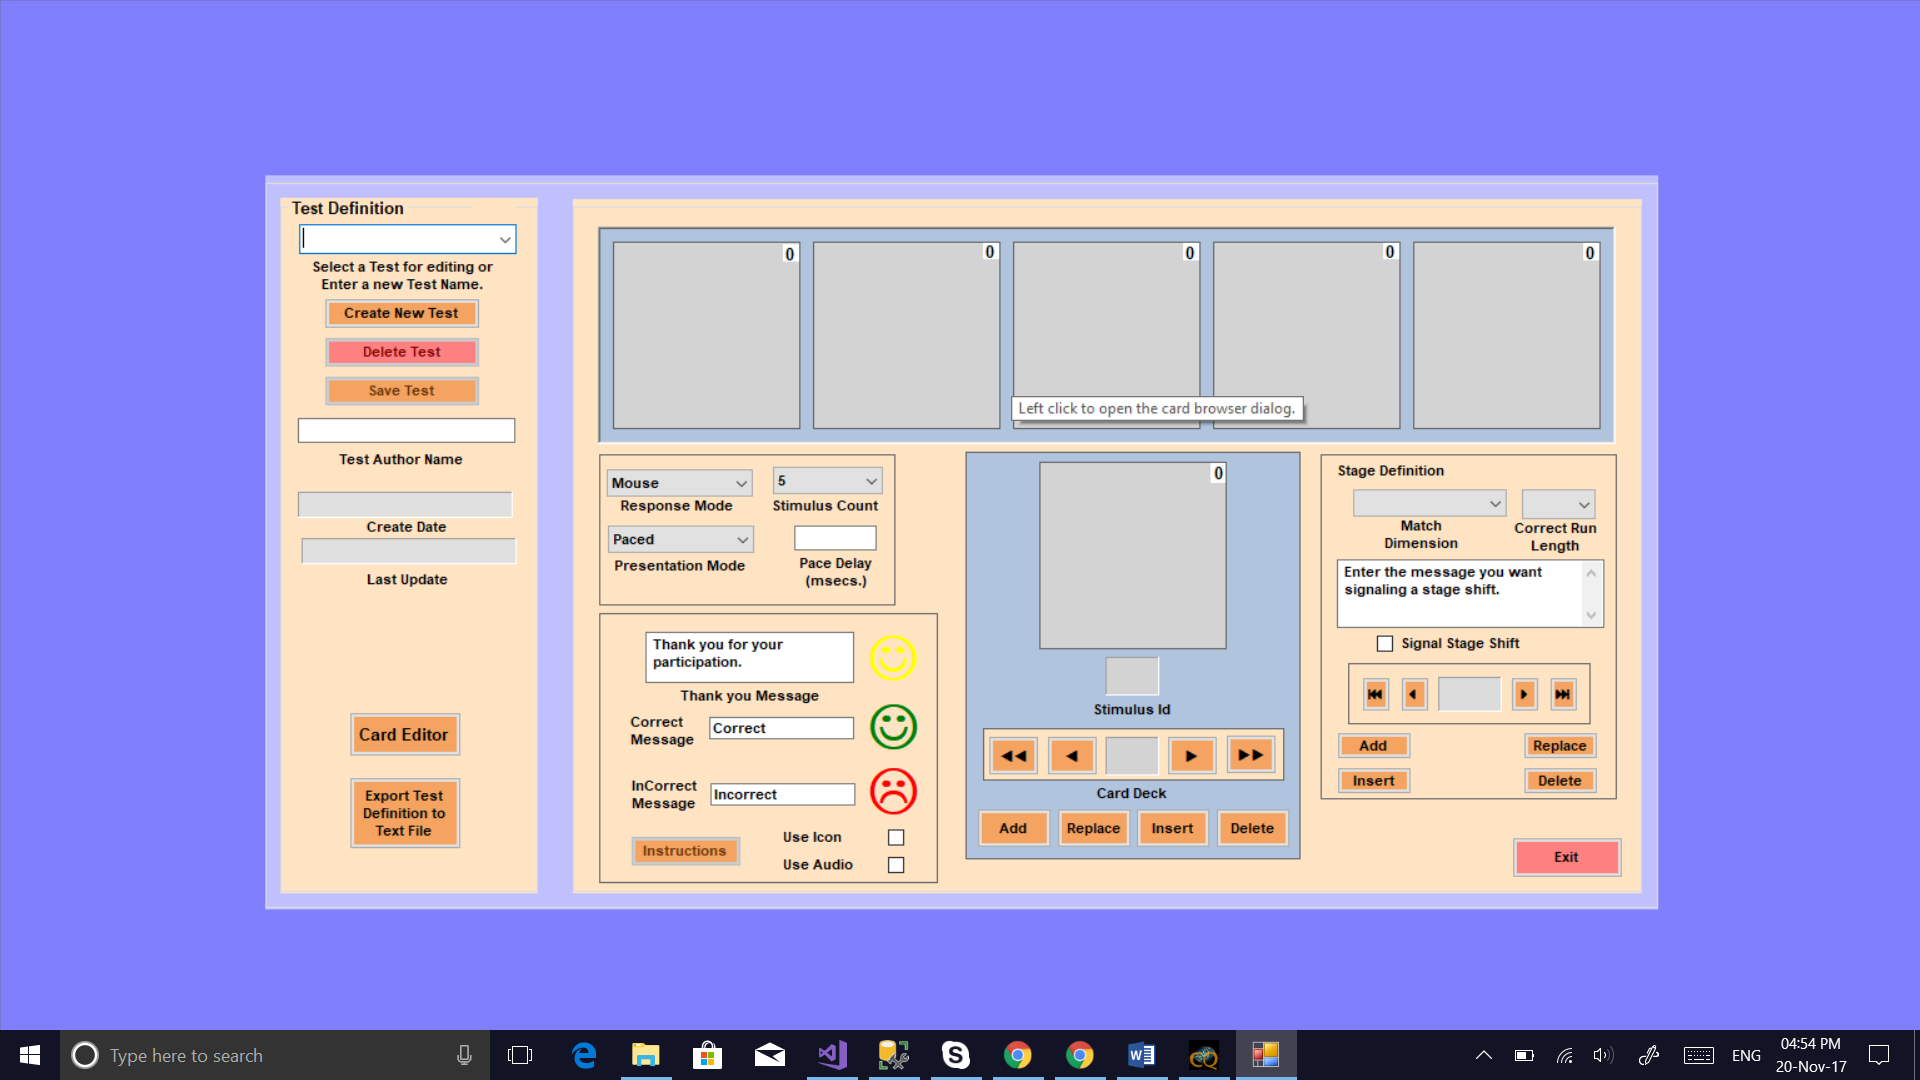 Test Definition
Select a Test for editing or
Enter a new Test Name.
Create New Test
Delete Test
Save Test
Test Author Name
Create Date
Last Update
Card Editor
Export Test
Definition to
Text File
0
0
0
0
0
Left click to open the card browser dialog.
Mouse
Response Mode
5
Stimulus Count
Paced
Presentation Mode
Pace Delay
(msecs.)
Thank you for your
participation.
Thank you Message
Correct
Message
Correct
InCorrect
Message
Incorrect
Instructions
Use Icon
Use Audio
0
Stimulus Id
Card Deck
Add
Replace
Insert
Delete
Stage Definition
Match
Dimension
Correct Run
Length
Enter the message you want
signaling a stage shift.
Signal Stage Shift
Add
Replace
Insert
Delete
Exit
Type here to search
ENG
04:54 PM
20-Nov-17